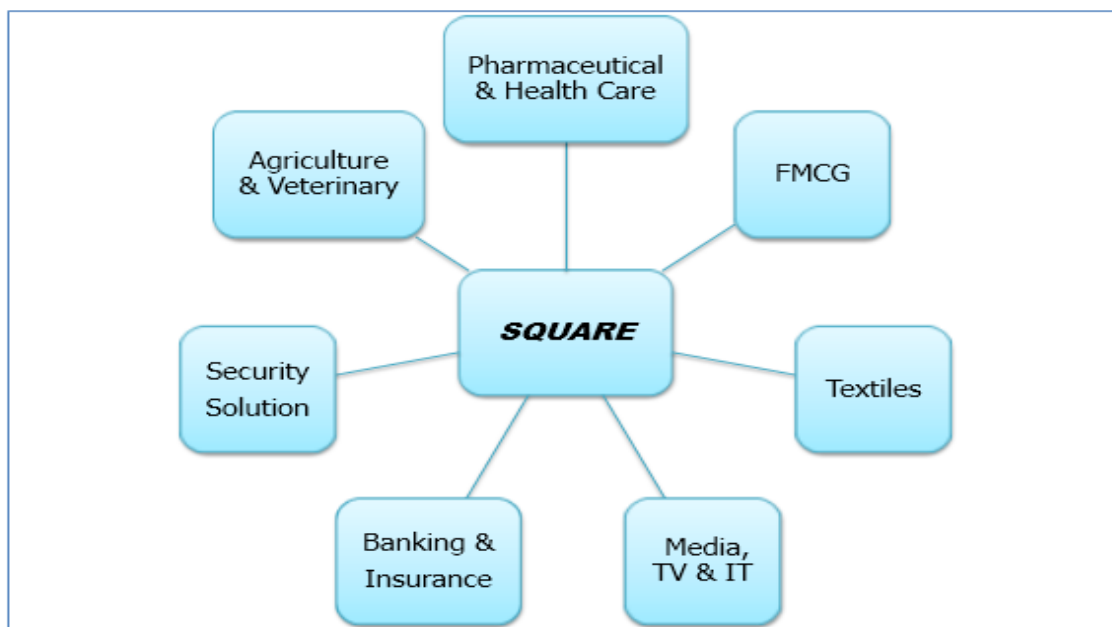 Pharmaceutical
& Health Care
FMCG
Textiles
Media,
TV & IT
Banking &
Insurance
Security
Solution
Agriculture
& Veterinary
SQUARE